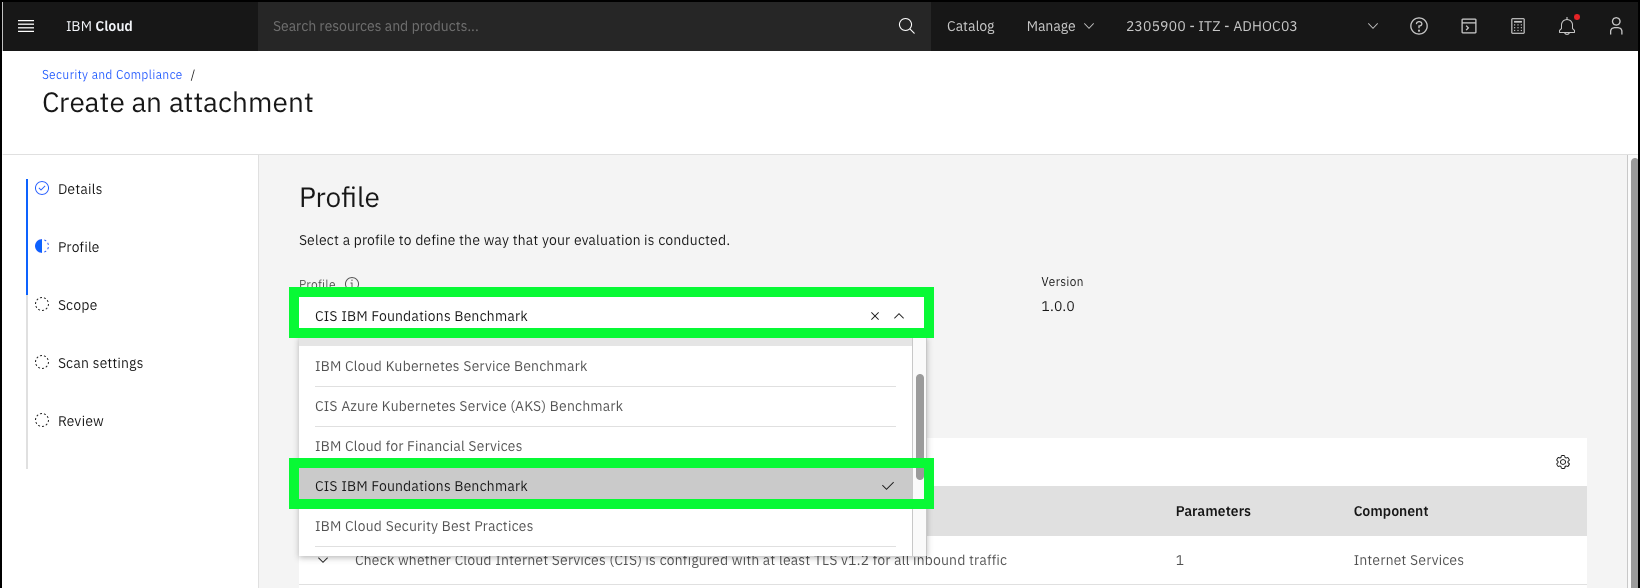 IBM Cloud
Search resources and products...
Catalog
Manage
2305900 - ITZ - ADHOC03
Security and Compliance /
Create an attachment
Details
Profile
Scope
Scan settings
Review
Profile
Select a profile to define the way that your evaluation is conducted.
Profile
Version
CIS IBM Foundations Benchmark
1.0.0
IBM Cloud Kubernetes Service Benchmark
CIS Azure Kubernetes Service (AKS) Benchmark
IBM Cloud for Financial Services
CIS IBM Foundations Benchmark
IBM Cloud Security Best Practices
Parameters
Component
Check whether Cloud Internet Services (CIS) is configured with at least TLS v1.2 for all inbound traffic
1
Internet Services